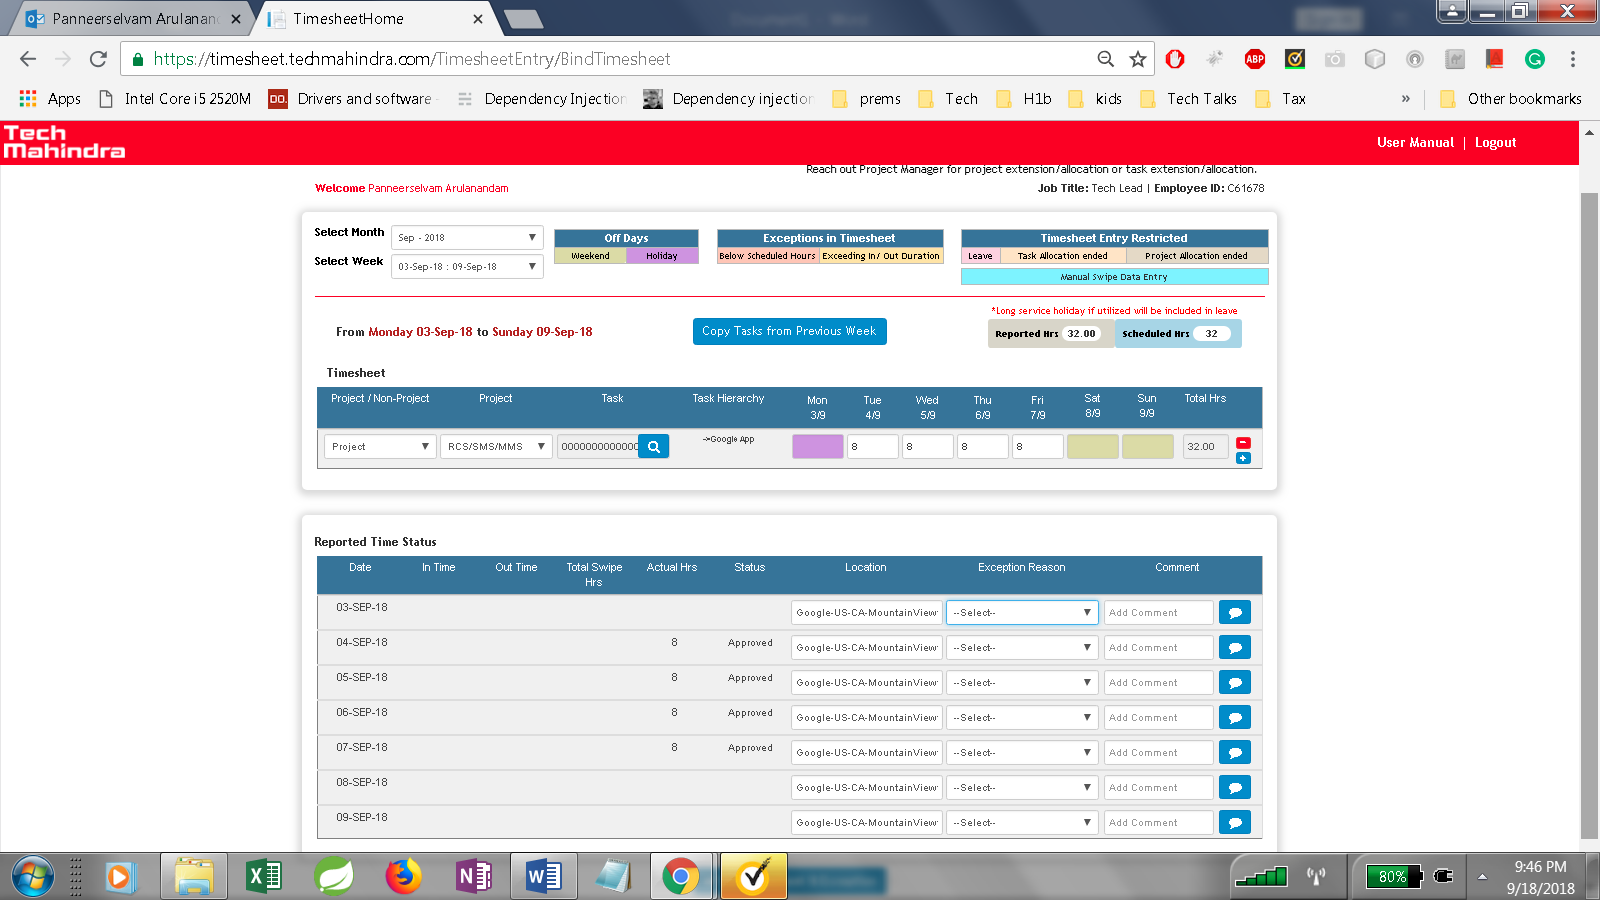 Panneerselvam Arulanand
TimesheetHome
https://timesheet.techmahindra.com/TimesheetEntry/BindTimesheet
ABP
Apps
Intel Core i5 2520M
DO.
Drivers and software -
Dependency Injection
Dependency injection
prems
Tech
H1b
kids
Tech Talks
Tax
»
Other bookmarks
Tech
Mahindra
User Manual | Logout
Reach out Project Manager for project extension/allocation or task extension/allocation.
Welcome Panneerselvam Arulanandam
Job Title: Tech Lead | Employee ID: C61678
Select Month Sep - 2018
Select Week 03-Sep-18 : 09-Sep-18
Off Days
Weekend Holiday
Exceptions in Timesheet
Below Scheduled Hours Exceeding In/ Out Duration
Timesheet Entry Restricted
Leave Task Allocation ended Project Allocation ended
Manual Swipe Data Entry
*Long service holiday if utilized will be included in leave
From Monday 03-Sep-18 to Sunday 09-Sep-18
Copy Tasks from Previous Week
Reported Hrs 32.00 Scheduled Hrs 32
Timesheet
Project / Non-Project Project Task Task Hierarchy Mon 3/9 Tue 4/9 Wed 5/9 Thu 6/9 Fri 7/9 Sat 8/9 Sun 9/9 Total Hrs
Project RCS/SMS/MMS 0000000000000 ->Google App 8 8 8 8 32.00
Reported Time Status
Date In Time Out Time Total Swipe Hrs Actual Hrs Status Location Exception Reason Comment
03-SEP-18 Google-US-CA-MountainView --Select-- Add Comment
04-SEP-18 8 Approved Google-US-CA-MountainView --Select-- Add Comment
05-SEP-18 8 Approved Google-US-CA-MountainView --Select-- Add Comment
06-SEP-18 8 Approved Google-US-CA-MountainView --Select-- Add Comment
07-SEP-18 8 Approved Google-US-CA-MountainView --Select-- Add Comment
08-SEP-18 Google-US-CA-MountainView --Select-- Add Comment
09-SEP-18 Google-US-CA-MountainView --Select-- Add Comment
80%
9:46 PM
9/18/2018